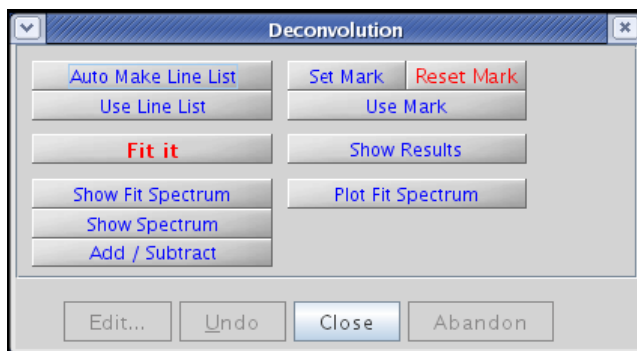 Deconvolution
Auto Make Line List Set Mark Reset Mark
Use Line List Use Mark
Fit it Show Results
Show Fit Spectrum Plot Fit Spectrum
Show Spectrum
Add / Subtract
Edit... Undo Close Abandon